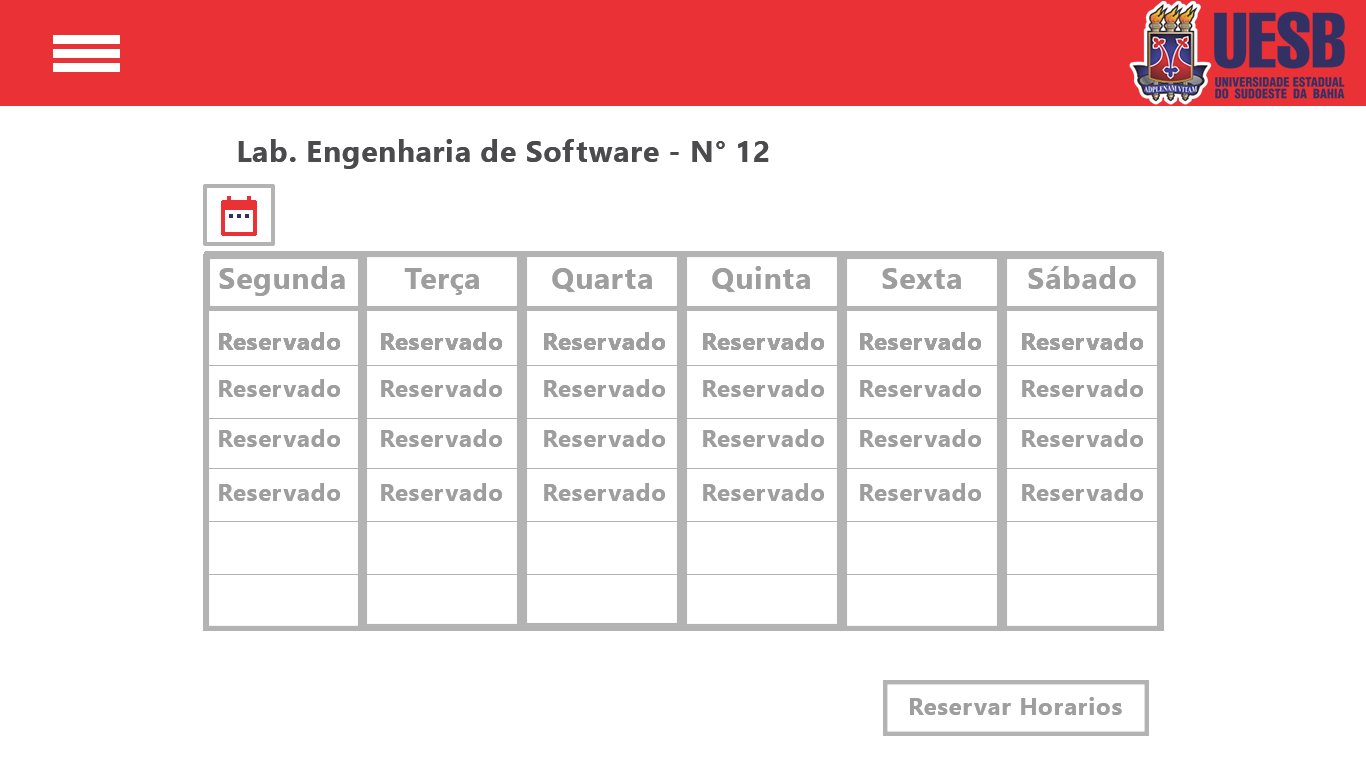 UESB
UNIVERSIDADE ESTADUAL
DO SUDOESTE DA BAHIA
ADPLENAM VITAM
Lab. Engenharia de Software - N° 12
Segunda Terça Quarta Quinta Sexta Sábado
Reservado Reservado Reservado Reservado Reservado Reservado
Reservado Reservado Reservado Reservado Reservado Reservado
Reservado Reservado Reservado Reservado Reservado Reservado
Reservado Reservado Reservado Reservado Reservado Reservado
Reservar Horarios